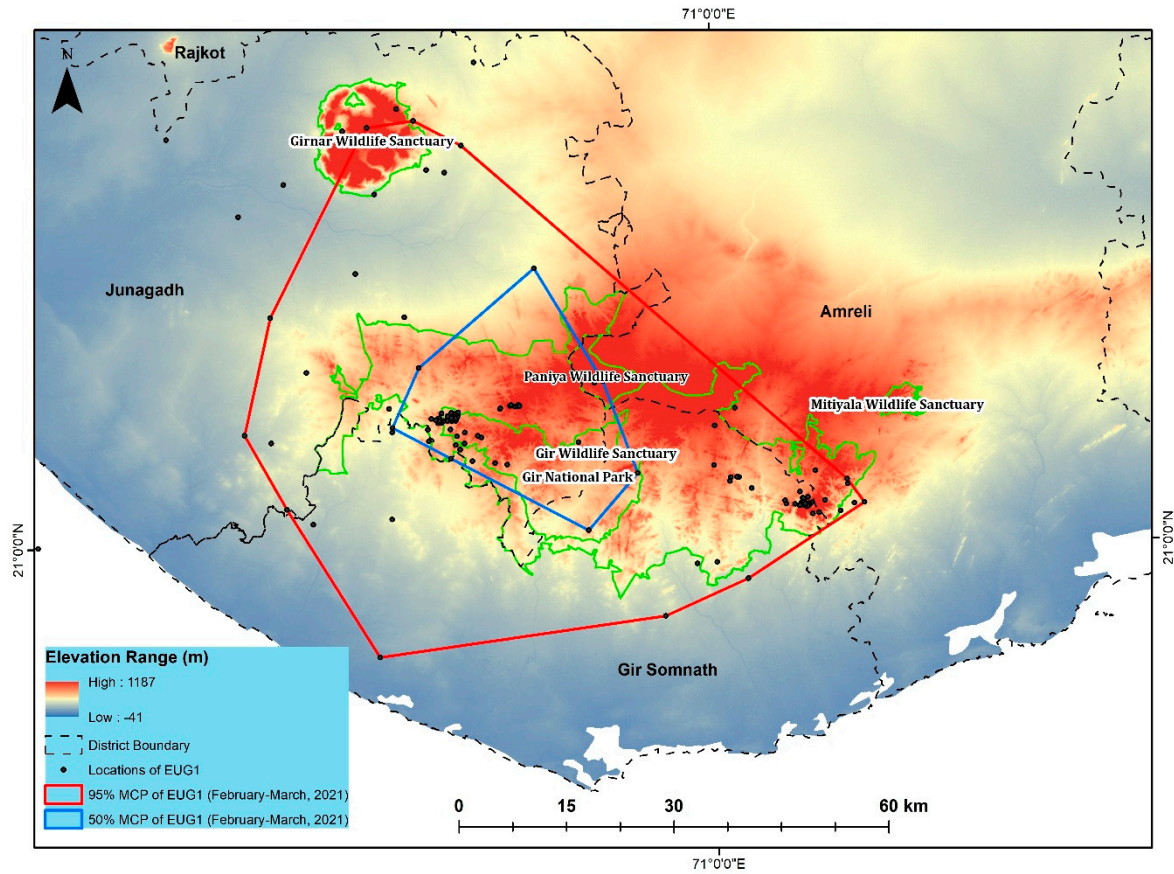 71°0'0"E
N
Rajkot
Girnar Wildlife Sanctuary
Junagadh
Amreli
Paniya Wildlife Sanctuary
Mitiyala Wildlife Sanctuary
Gir Wildlife Sanctuary
Gir National Park
21°0'0"N
21°0'0"N
Gir Somnath
Elevation Range (m)
High : 1187
Low : -41
District Boundary
Locations of EUG1
95% MCP of EUG1 (February-March, 2021)
50% MCP of EUG1 (February-March, 2021)
0 15 30 60 km
71°0'0"E